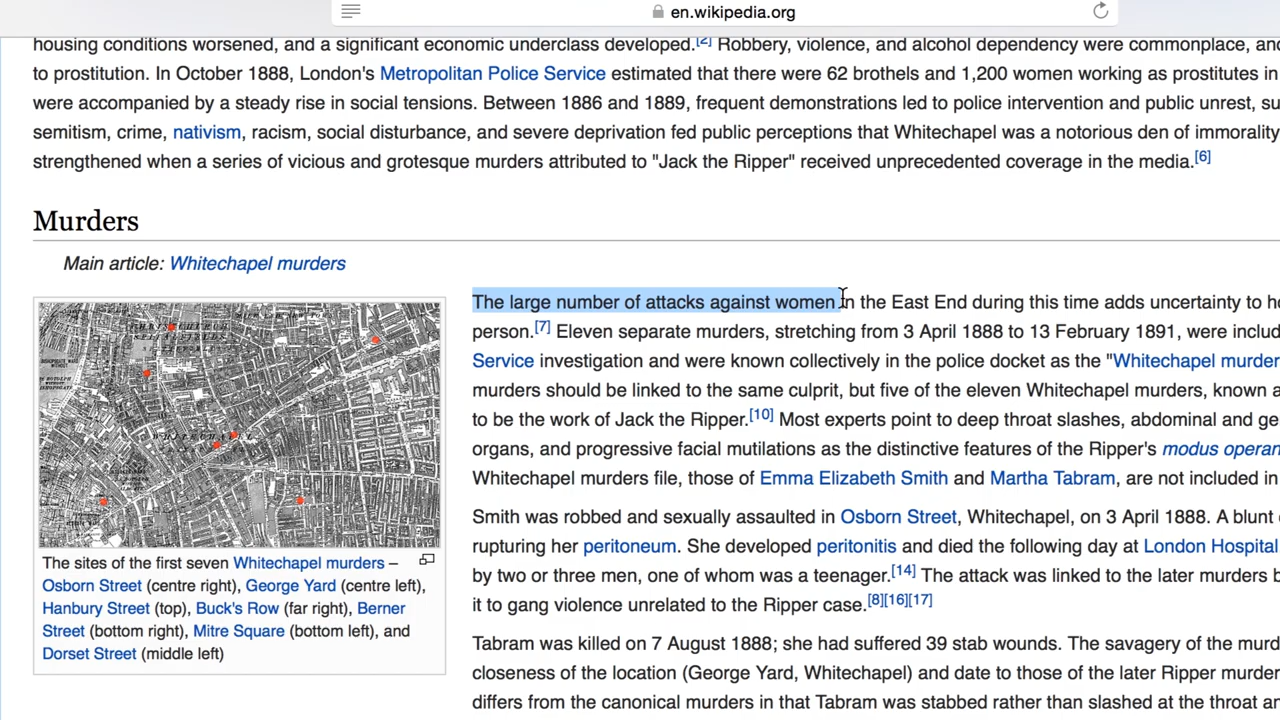 en.wikipedia.org
housing conditions worsened, and a significant economic underclass developed.[2] Robbery, violence, and alcohol dependency were commonplace, and
to prostitution. In October 1888, London's Metropolitan Police Service estimated that there were 62 brothels and 1,200 women working as prostitutes in
were accompanied by a steady rise in social tensions. Between 1886 and 1889, frequent demonstrations led to police intervention and public unrest, su
semitism, crime, nativism, racism, social disturbance, and severe deprivation fed public perceptions that Whitechapel was a notorious den of immorality
strengthened when a series of vicious and grotesque murders attributed to "Jack the Ripper" received unprecedented coverage in the media.[6]
Murders
Main article: Whitechapel murders
The sites of the first seven Whitechapel murders –
Osborn Street (centre right), George Yard (centre left),
Hanbury Street (top), Buck's Row (far right), Berner
Street (bottom right), Mitre Square (bottom left), and
Dorset Street (middle left)
The large number of attacks against women in the East End during this time adds uncertainty to ho
person.[7] Eleven separate murders, stretching from 3 April 1888 to 13 February 1891, were includ
Service investigation and were known collectively in the police docket as the "Whitechapel murder
murders should be linked to the same culprit, but five of the eleven Whitechapel murders, known a
to be the work of Jack the Ripper.[10] Most experts point to deep throat slashes, abdominal and ge
organs, and progressive facial mutilations as the distinctive features of the Ripper's modus operan
Whitechapel murders file, those of Emma Elizabeth Smith and Martha Tabram, are not included in
Smith was robbed and sexually assaulted in Osborn Street, Whitechapel, on 3 April 1888. A blunt
rupturing her peritoneum. She developed peritonitis and died the following day at London Hospital
by two or three men, one of whom was a teenager.[14] The attack was linked to the later murders b
it to gang violence unrelated to the Ripper case.[8][16][17]
Tabram was killed on 7 August 1888; she had suffered 39 stab wounds. The savagery of the murd
closeness of the location (George Yard, Whitechapel) and date to those of the later Ripper murder
differs from the canonical murders in that Tabram was stabbed rather than slashed at the throat an